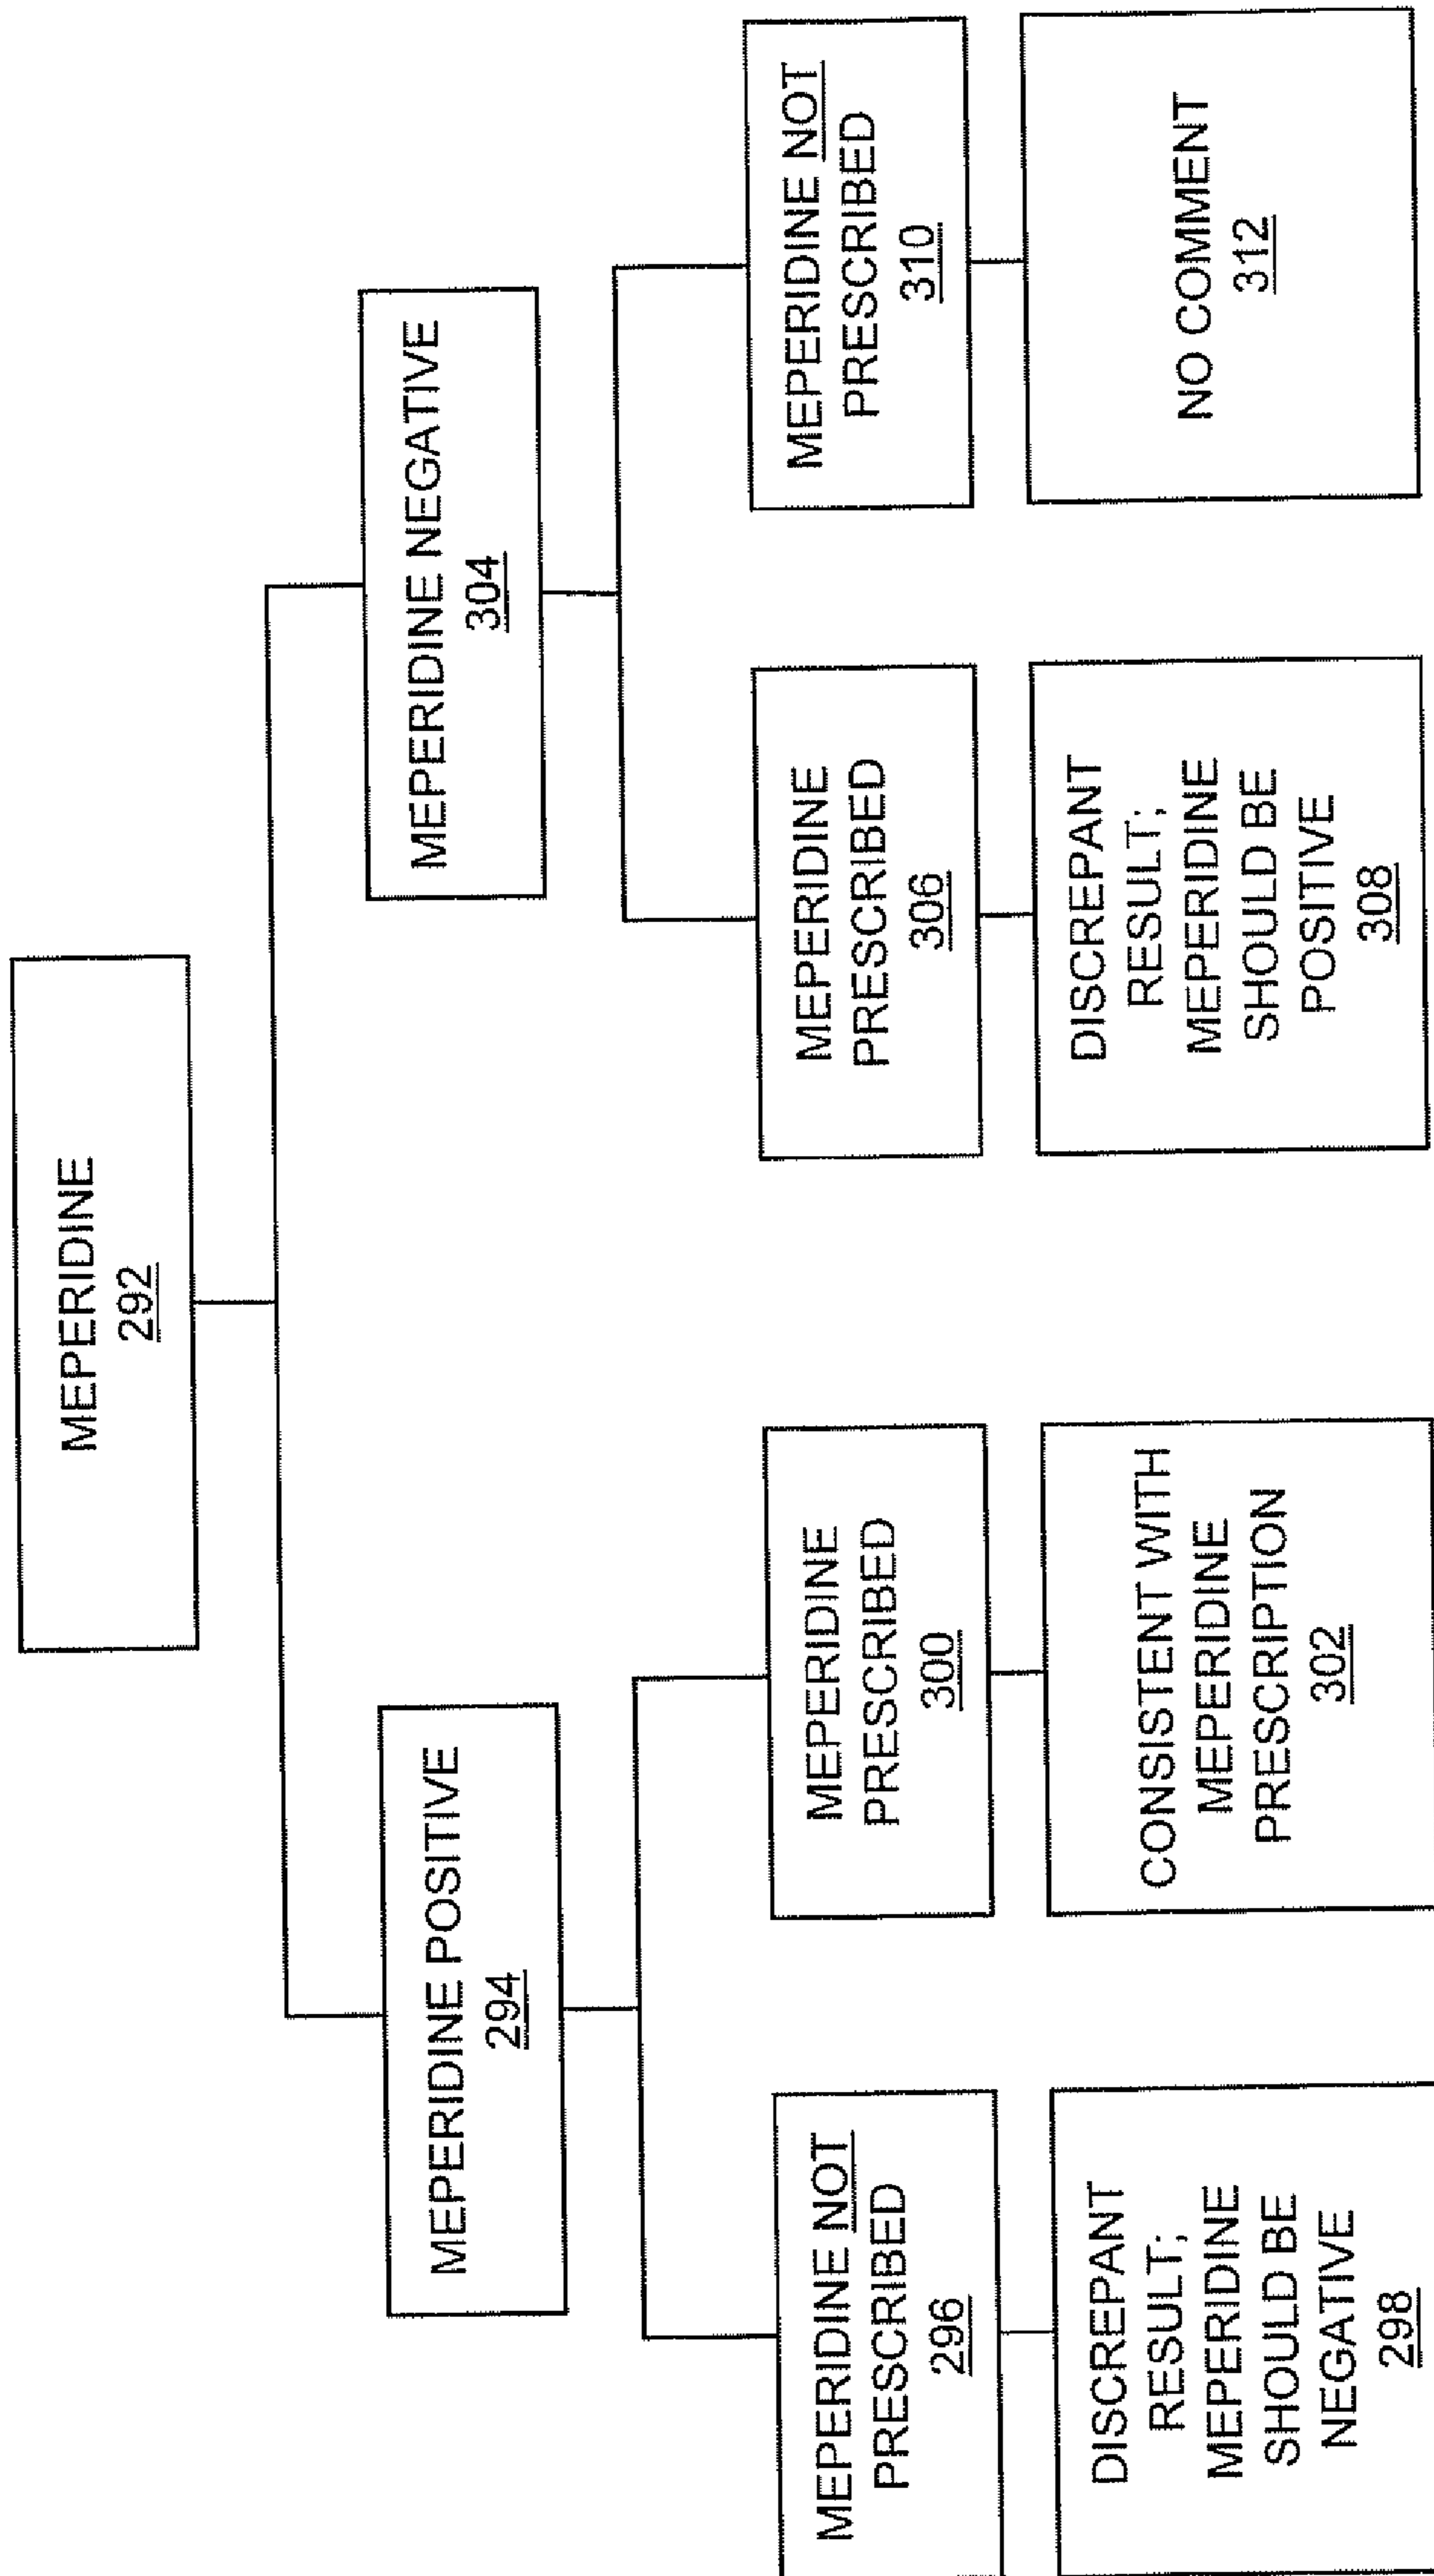 MEPERIDINE
292
MEPERIDINE POSITIVE
294
MEPERIDINE NEGATIVE
304
MEPERIDINE NOT
PRESCRIBED
296
MEPERIDINE
PRESCRIBED
300
MEPERIDINE
PRESCRIBED
306
MEPERIDINE NOT
PRESCRIBED
310
DISCREPANT
RESULT;
MEPERIDINE
SHOULD BE
NEGATIVE
298
CONSISTENT WITH
MEPERIDINE
PRESCRIPTION
302
DISCREPANT
RESULT;
MEPERIDINE
SHOULD BE
POSITIVE
308
NO COMMENT
312